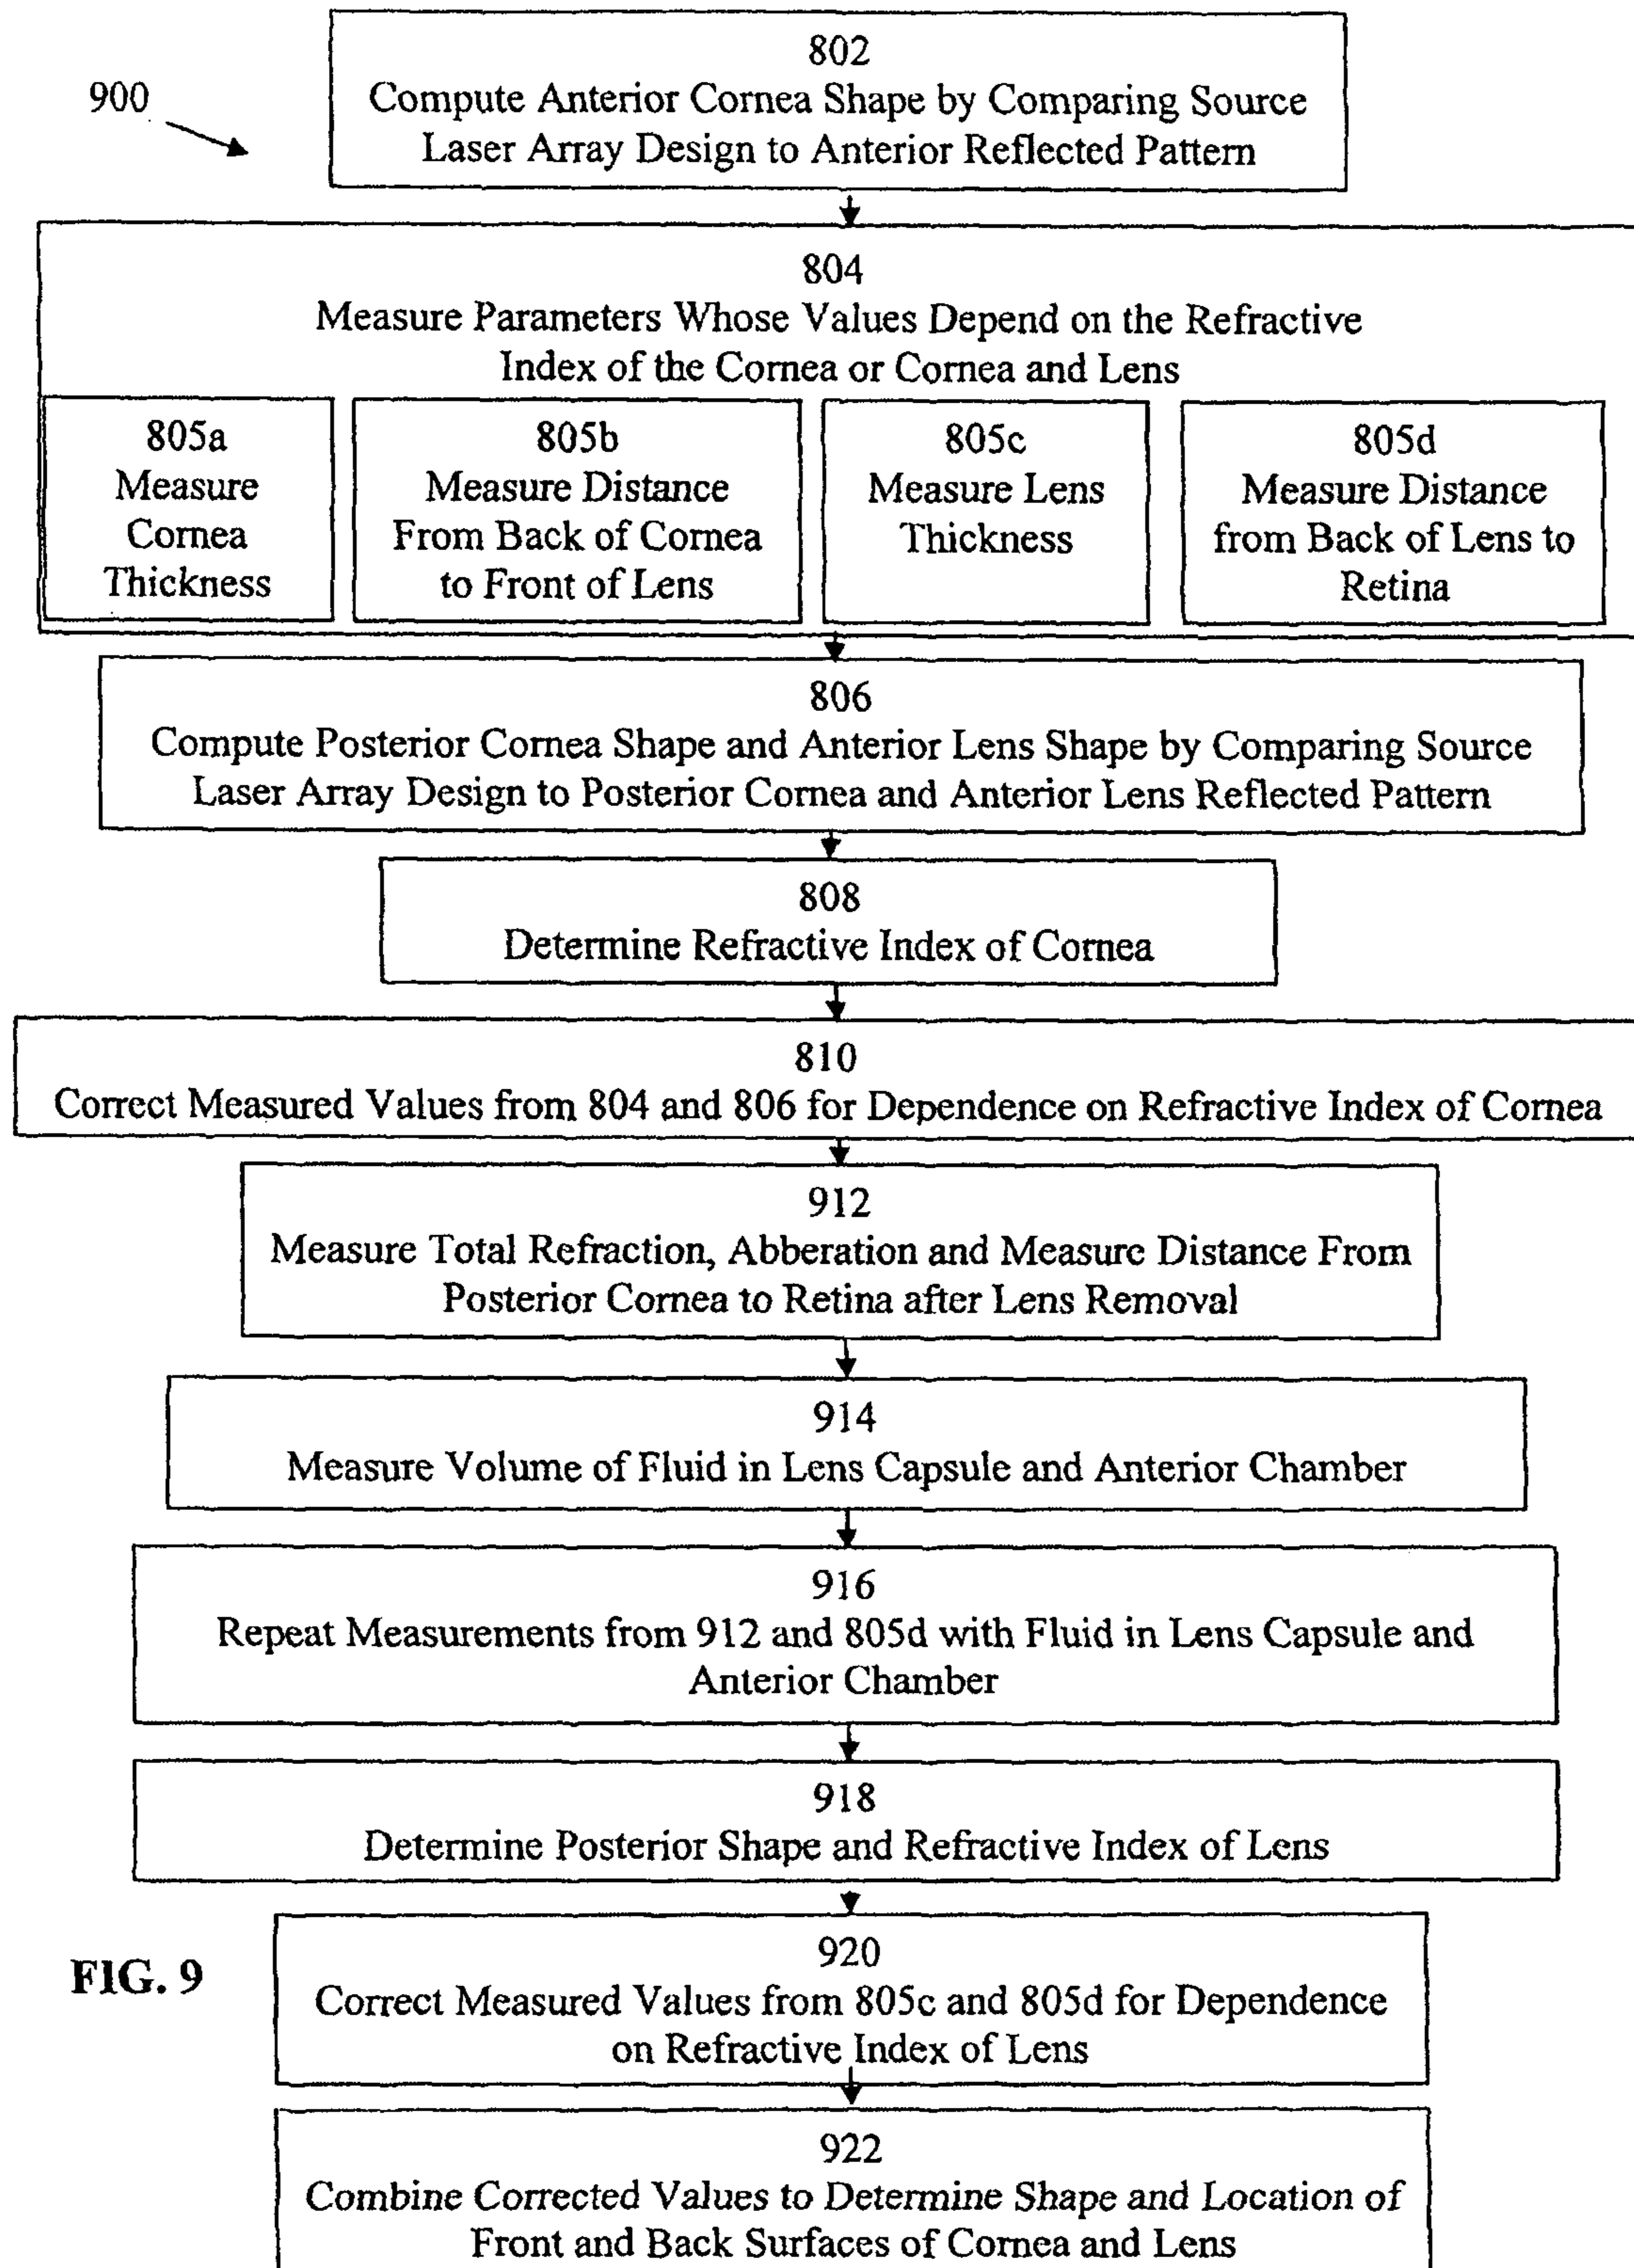 802
900
Compute Anterior Cornea Shape by Comparing Source
Laser Array Design to Anterior Reflected Pattern
804
Measure Parameters Whose Values Depend on the Refractive
Index of the Cornea or Cornea and Lens
805a
Measure
Cornea
Thickness
805b
Measure Distance
From Back of Cornea
to Front of Lens
805c
Measure Lens
Thickness
805d
Measure Distance
from Back of Lens to
Retina
806
Compute Posterior Cornea Shape and Anterior Lens Shape by Comparing Source
Laser Array Design to Posterior Cornea and Anterior Lens Reflected Pattern
808
Determine Refractive Index of Cornea
810
Correct Measured Values from 804 and 806 for Dependence on Refractive Index of Cornea
912
Measure Total Refraction, Abberation and Measure Distance From
Posterior Cornea to Retina after Lens Removal
914
Measure Volume of Fluid in Lens Capsule and Anterior Chamber
916
Repeat Measurements from 912 and 805d with Fluid in Lens Capsule and
Anterior Chamber
918
Determine Posterior Shape and Refractive Index of Lens
FIG. 9
920
Correct Measured Values from 805c and 805d for Dependence
on Refractive Index of Lens
922
Combine Corrected Values to Determine Shape and Location of
Front and Back Surfaces of Cornea and Lens